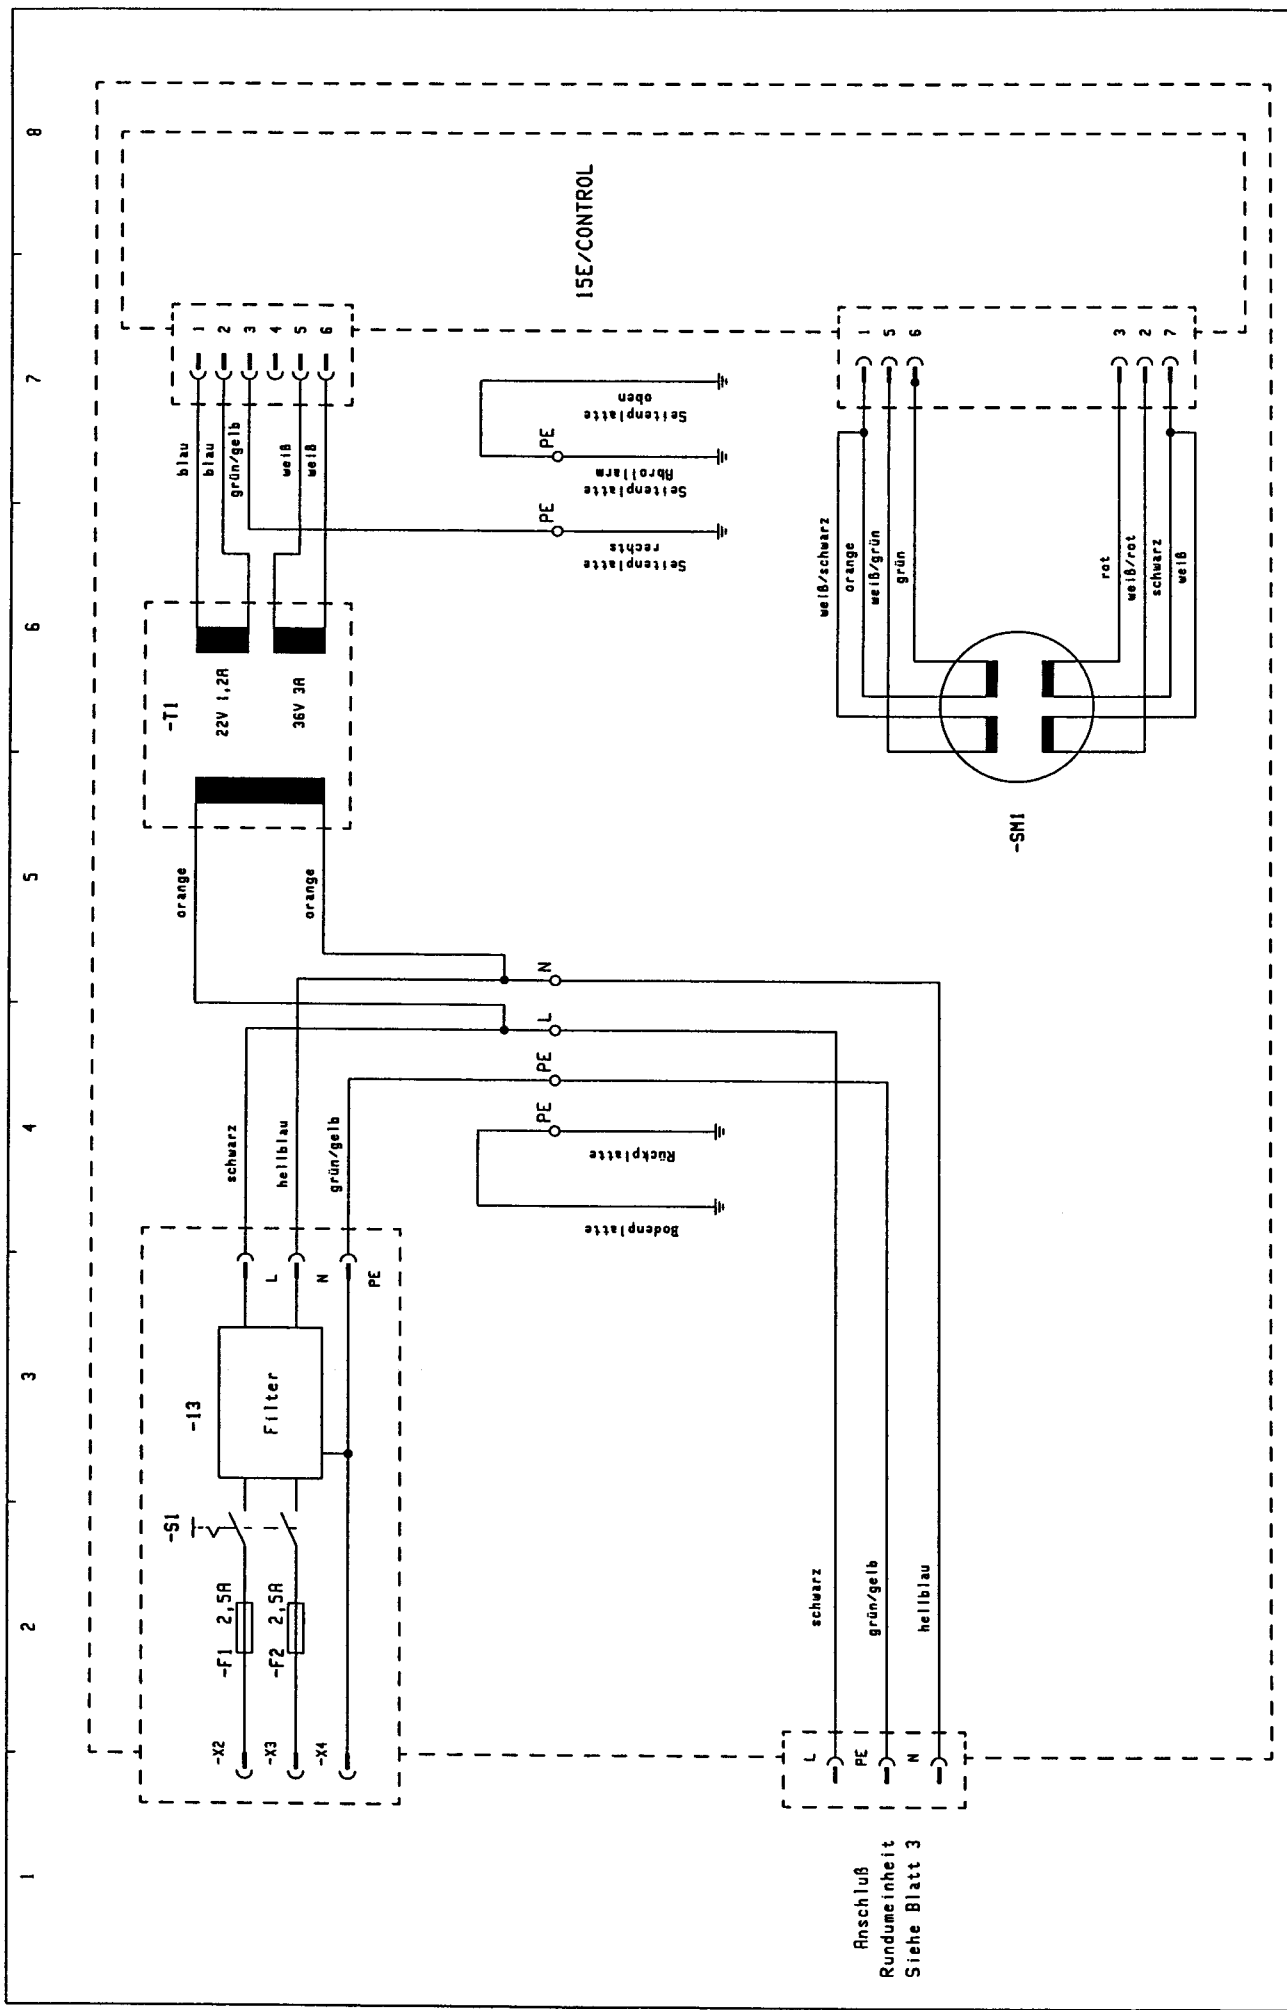 1
2
3
4
5
6
7
8
-X2
-X3
-X4
-F1 2,5A
-F2 2,5A
-S1
-13
Filter
L
N
PE
schwarz
hellblau
grün/gelb
orange
orange
-T1
22V 1,2A
36V 3A
blau
blau
grün/gelb
weiß
weiß
1
2
3
4
5
6
15E/CONTROL
Bodenplatte
Rückplatte
PE
PE
L
N
Seitenplatte
rechts
PE
Seitenplatte
Abrollarm
PE
Seitenplatte
oben
Anschluß
Rundumeinheit
Siehe Blatt 3
L
PE
N
schwarz
grün/gelb
hellblau
-SM1
weiß/schwarz
orange
weiß/grün
grün
rot
weiß/rot
schwarz
weiß
1
5
6
3
2
7